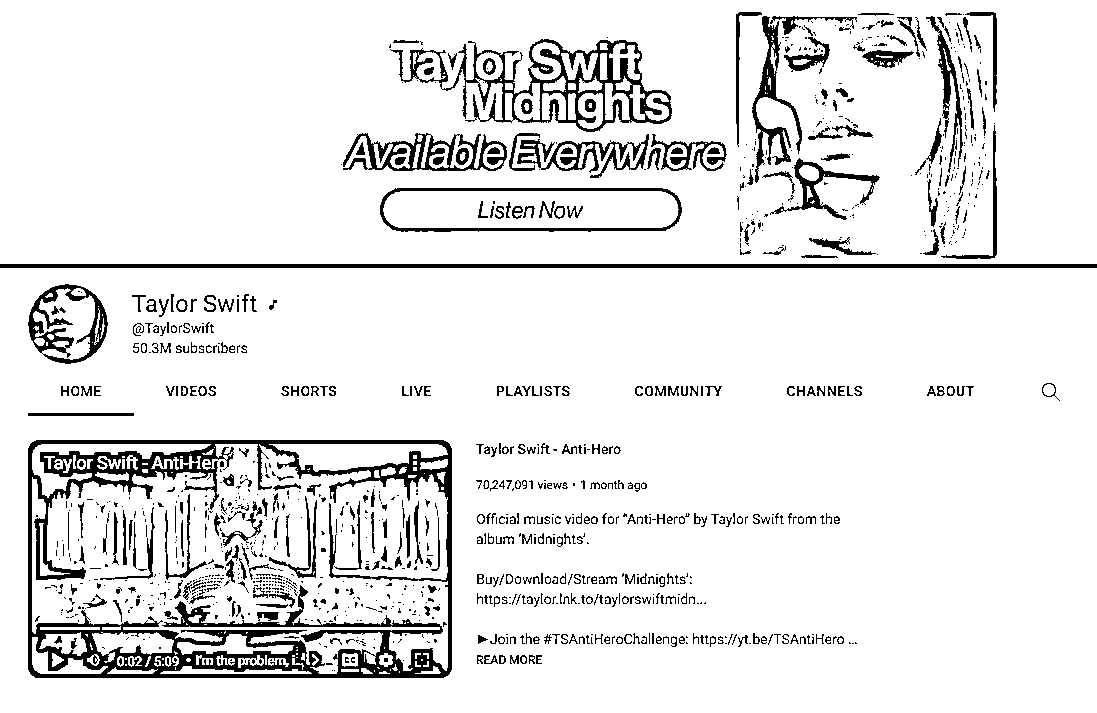 Taylor Swift
Midnights
Available Everywhere
Listen Now
Taylor Swift
@TaylorSwift
50.3M subscribers
HOME VIDEOS SHORTS LIVE PLAYLISTS COMMUNITY CHANNELS ABOUT
Taylor Swift - Anti-Hero
0:02 / 5:09 • I'm the problem, i...
Taylor Swift - Anti-Hero
70,247,091 views • 1 month ago
Official music video for “Anti-Hero” by Taylor Swift from the
album ‘Midnights’.
Buy/Download/Stream ‘Midnights’:
https://taylor.lnk.to/taylorswiftmidn...
►Join the #TSAntiHeroChallenge: https://yt.be/TSAntiHero ...
READ MORE